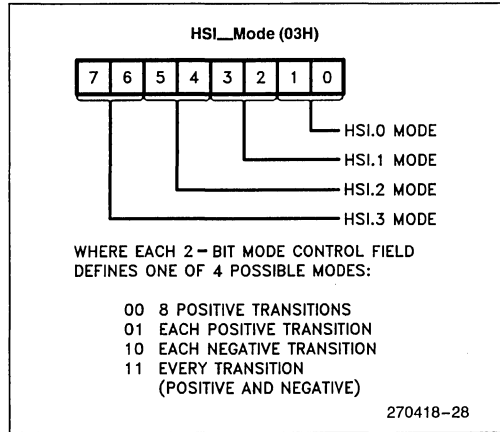 HSI__Mode (03H)
7 6 5 4 3 2 1 0
HSI.0 MODE
HSI.1 MODE
HSI.2 MODE
HSI.3 MODE
WHERE EACH 2-BIT MODE CONTROL FIELD
DEFINES ONE OF 4 POSSIBLE MODES:
00 8 POSITIVE TRANSITIONS
01 EACH POSITIVE TRANSITION
10 EACH NEGATIVE TRANSITION
11 EVERY TRANSITION
(POSITIVE AND NEGATIVE)
270418-28